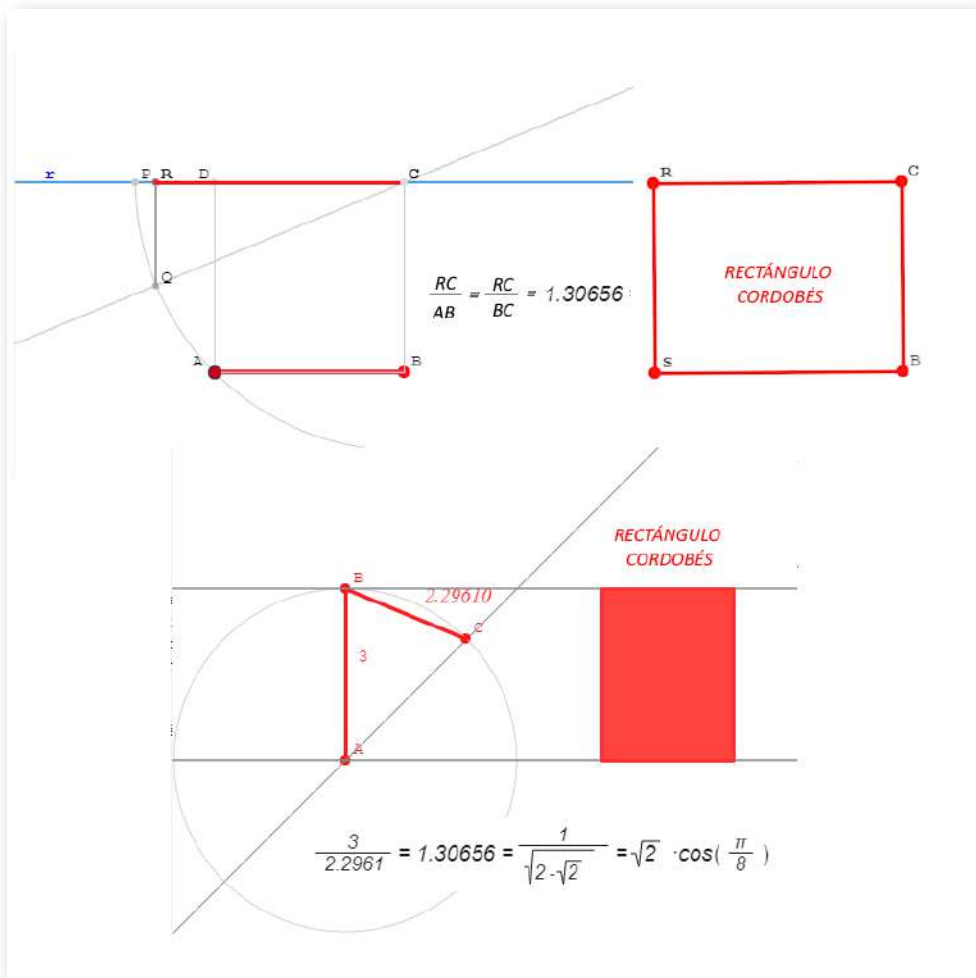 r P R D C
Q
A B
RC/AB = RC/BC = 1.30656
R C
RECTÁNGULO
CORDOBÉS
S B
RECTÁNGULO
CORDOBÉS
B
2.29610
C
3
A
3/2.2961 = 1.30656 = 1/√(2-√2) = √2 · cos( π/8 )